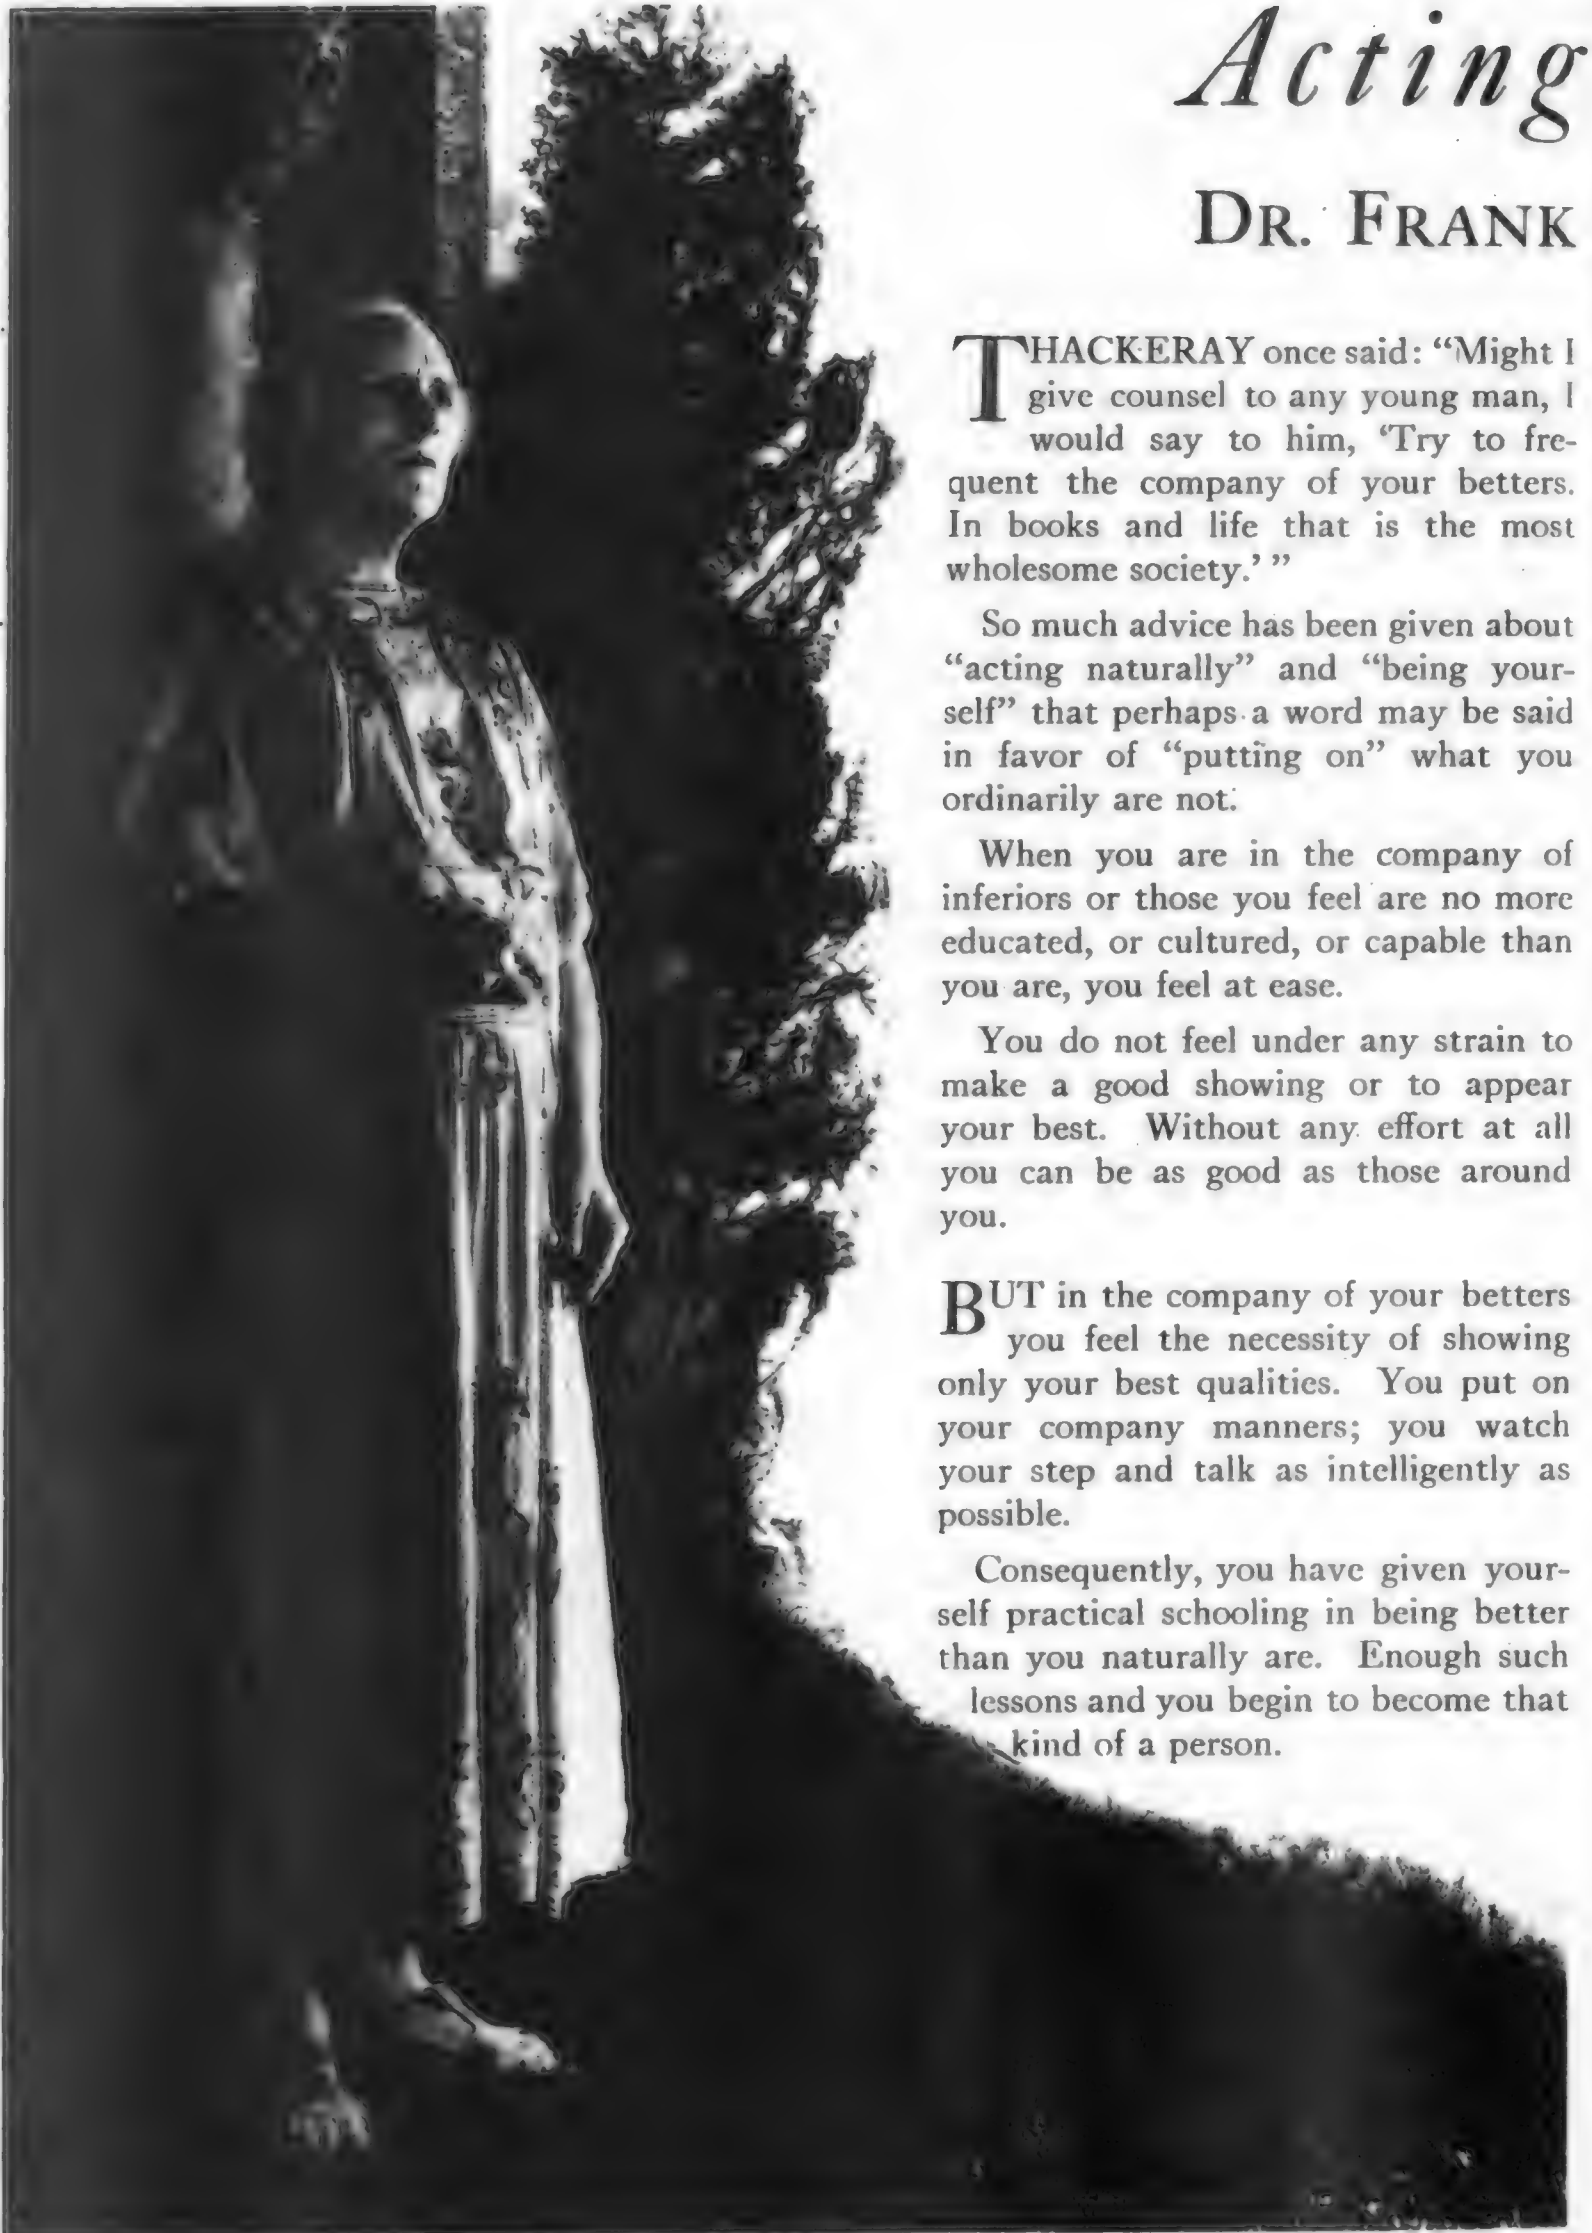 Acting
DR. FRANK
THACKERAY once said: “Might I
give counsel to any young man, I
would say to him, ‘Try to fre-
quent the company of your betters.
In books and life that is the most
wholesome society.’ ”
So much advice has been given about
“acting naturally” and “being your-
self” that perhaps a word may be said
in favor of “putting on” what you
ordinarily are not.
When you are in the company of
inferiors or those you feel are no more
educated, or cultured, or capable than
you are, you feel at ease.
You do not feel under any strain to
make a good showing or to appear
your best. Without any effort at all
you can be as good as those around
you.
BUT in the company of your betters
you feel the necessity of showing
only your best qualities. You put on
your company manners; you watch
your step and talk as intelligently as
possible.
Consequently, you have given your-
self practical schooling in being better
than you naturally are. Enough such
lessons and you begin to become that
kind of a person.